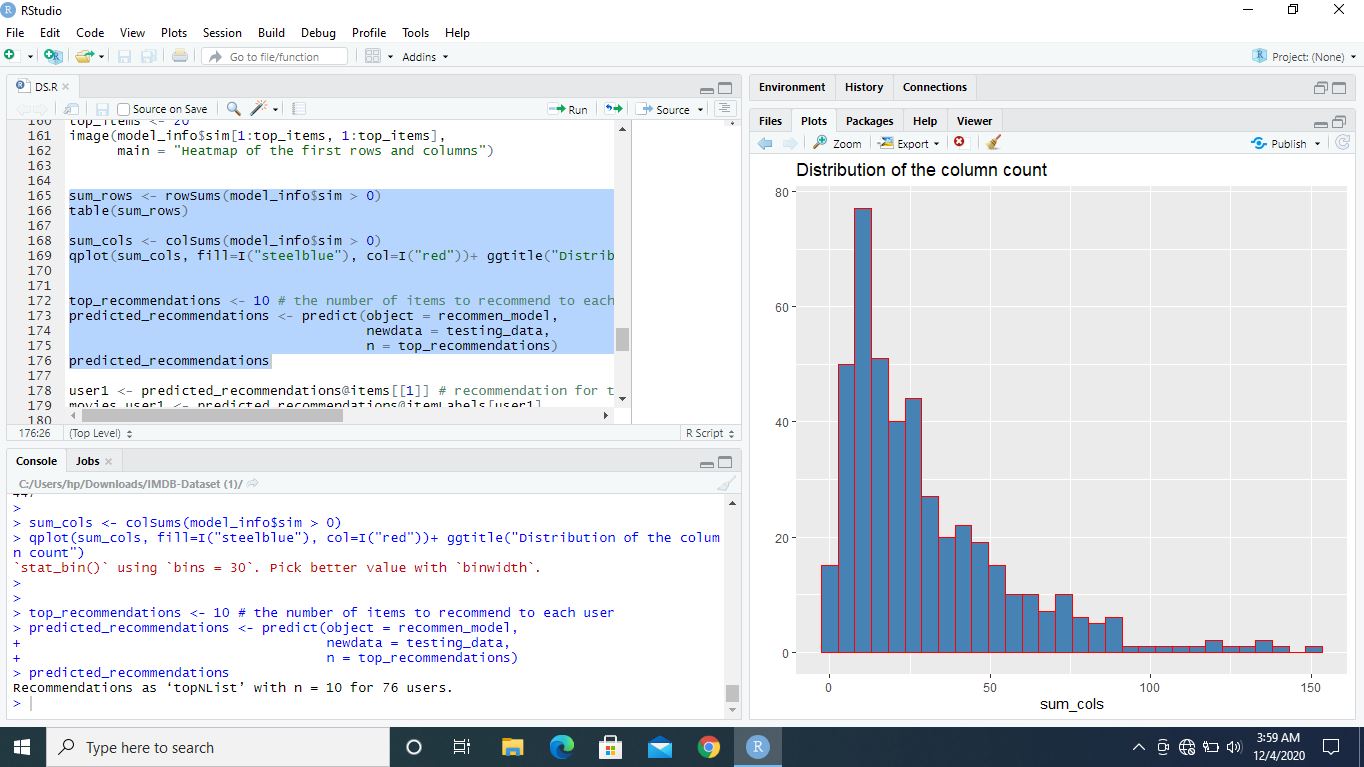 RStudio
File Edit Code View Plots Session Build Debug Profile Tools Help
Go to file/function Addins Project: (None)
DS.R
Source on Save Run Source
160 top_items <- 20
161 image(model_info$sim[1:top_items, 1:top_items],
162 main = "Heatmap of the first rows and columns")
163
164
165 sum_rows <- rowSums(model_info$sim > 0)
166 table(sum_rows)
167
168 sum_cols <- colSums(model_info$sim > 0)
169 qplot(sum_cols, fill=I("steelblue"), col=I("red"))+ ggtitle("Distrib
170
171
172 top_recommendations <- 10 # the number of items to recommend to each
173 predicted_recommendations <- predict(object = recommen_model,
174 newdata = testing_data,
175 n = top_recommendations)
176 predicted_recommendations
177
178 user1 <- predicted_recommendations@items[[1]] # recommendation for t
179 movies_user1 <- predicted_recommendations@itemLabels[user1]
180
176:26 (Top Level) R Script
Console Jobs
C:/Users/hp/Downloads/IMDB-Dataset (1)/
447
>
> sum_cols <- colSums(model_info$sim > 0)
> qplot(sum_cols, fill=I("steelblue"), col=I("red"))+ ggtitle("Distribution of the colum
n count")
`stat_bin()` using `bins = 30`. Pick better value with `binwidth`.
>
>
> top_recommendations <- 10 # the number of items to recommend to each user
> predicted_recommendations <- predict(object = recommen_model,
+ newdata = testing_data,
+ n = top_recommendations)
> predicted_recommendations
Recommendations as ‘topNList’ with n = 10 for 76 users.
>
Environment History Connections
Files Plots Packages Help Viewer
Zoom Export Publish
Distribution of the column count
80
60
40
20
0
0 50 100 150
sum_cols
Type here to search
3:59 AM
12/4/2020